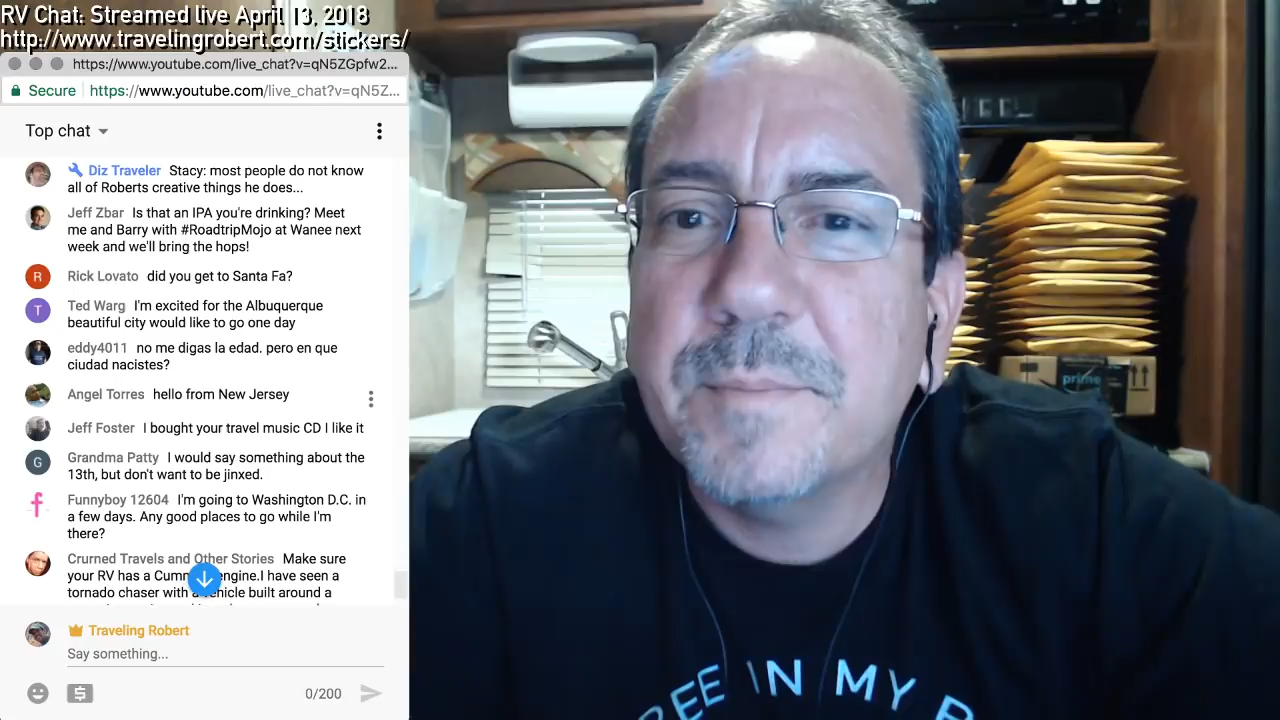 RV Chat: Streamed live April 13, 2018
http://www.travelingrobert.com/stickers/
https://www.youtube.com/live_chat?v=qN5ZGpfw2...
Secure https://www.youtube.com/live_chat?v=qN5Z...
Top chat
Diz Traveler Stacy: most people do not know
all of Roberts creative things he does...
Jeff Zbar Is that an IPA you're drinking? Meet
me and Barry with #RoadtripMojo at Wanee next
week and we'll bring the hops!
R Rick Lovato did you get to Santa Fa?
T Ted Warg I'm excited for the Albuquerque
beautiful city would like to go one day
eddy4011 no me digas la edad. pero en que
ciudad nacistes?
Angel Torres hello from New Jersey
Jeff Foster I bought your travel music CD I like it
G Grandma Patty I would say something about the
13th, but don't want to be jinxed.
f Funnyboy 12604 I'm going to Washington D.C. in
a few days. Any good places to go while I'm
there?
Crurned Travels and Other Stories Make sure
your RV has a engine.I have seen a
tornado chaser with a vehicle built around a
Traveling Robert
Say something...
0/200
prime
IN MY